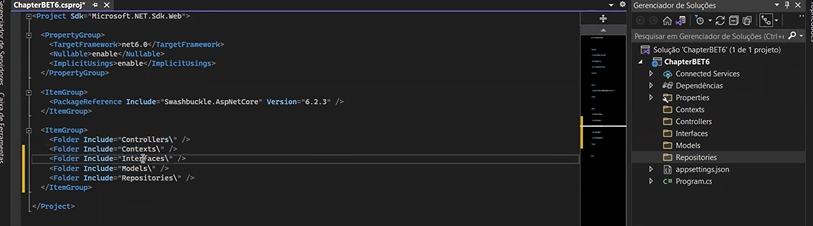 ChapterBET6.csproj*
<Project Sdk="Microsoft.NET.Sdk.Web">
<PropertyGroup>
<TargetFramework>net6.0</TargetFramework>
<Nullable>enable</Nullable>
<ImplicitUsings>enable</ImplicitUsings>
</PropertyGroup>
<ItemGroup>
<PackageReference Include="Swashbuckle.AspNetCore" Version="6.2.3" />
</ItemGroup>
<ItemGroup>
<Folder Include="Controllers\" />
<Folder Include="Contexts\" />
<Folder Include="Interfaces\" />
<Folder Include="Models\" />
<Folder Include="Repositories\" />
</ItemGroup>
</Project>
de Servidores
Caixa de Ferramentas
Gerenciador de Soluções
Pesquisar em Gerenciador de Soluções (Ctrl+
Solução 'ChapterBET6' (1 de 1 projeto)
ChapterBET6
Connected Services
Dependências
Properties
Contexts
Controllers
Interfaces
Models
Repositories
appsettings.json
Program.cs